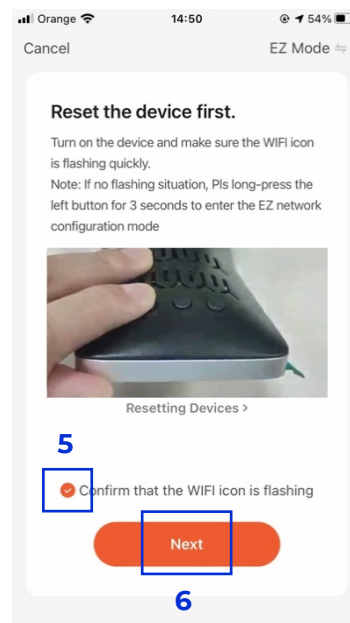 Orange 14:50 54%
Cancel EZ Mode
Reset the device first.
Turn on the device and make sure the WIFI icon
is flashing quickly.
Note: If no flashing situation, Pls long-press the
left button for 3 seconds to enter the EZ network
configuration mode
Resetting Devices >
5
Confirm that the WIFI icon is flashing
Next
6